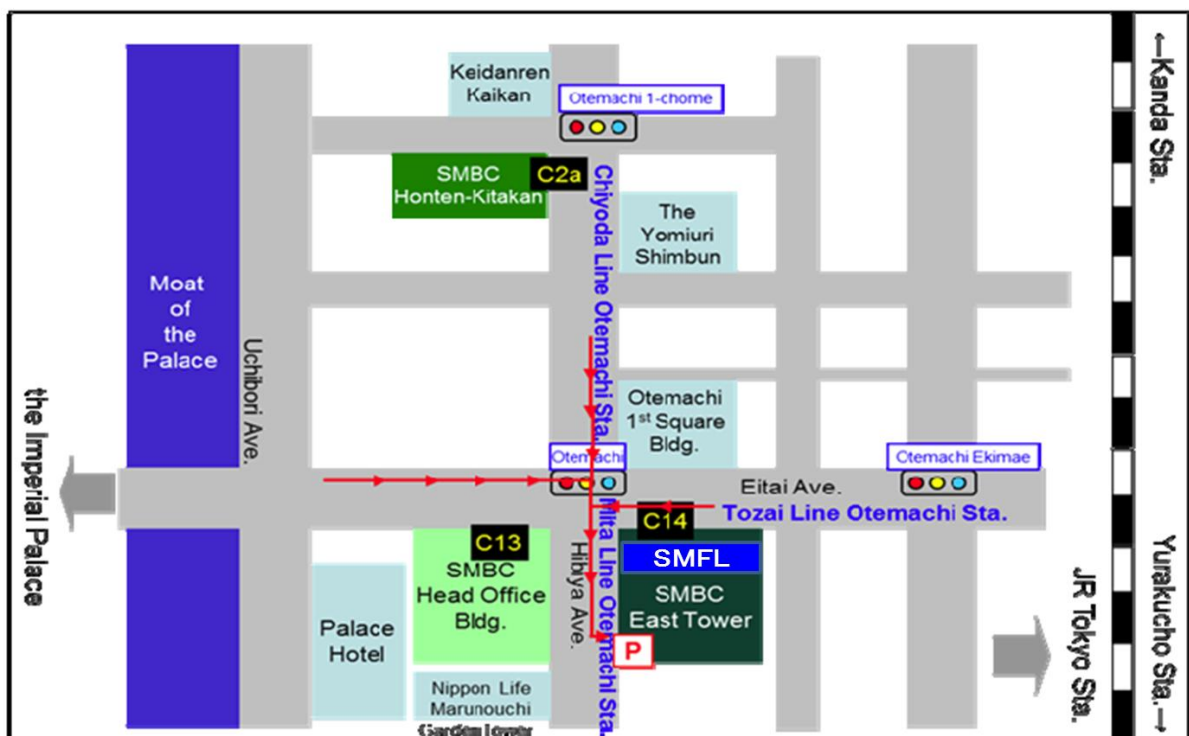 Keidanren
Kaikan
Otemachi 1-chome
←Kanda Sta.
SMBC
Honten-Kitakan
C2a
Chiyoda Line Otemachi Sta.
The
Yomiuri
Shimbun
Moat
of
the
Palace
Uchibori Ave.
Otemachi
1st Square
Bldg.
the Imperial Palace
Otemachi
Otemachi Ekimae
Eitai Ave.
Tozai Line Otemachi Sta.
C14
C13
SMBC
Head Office
Bldg.
Hibiya Ave.
Mita Line Otemachi Sta.
SMFL
SMBC
East Tower
P
Palace
Hotel
Nippon Life
Marunouchi
Garden Tower
JR Tokyo Sta.
Yurakucho Sta.→